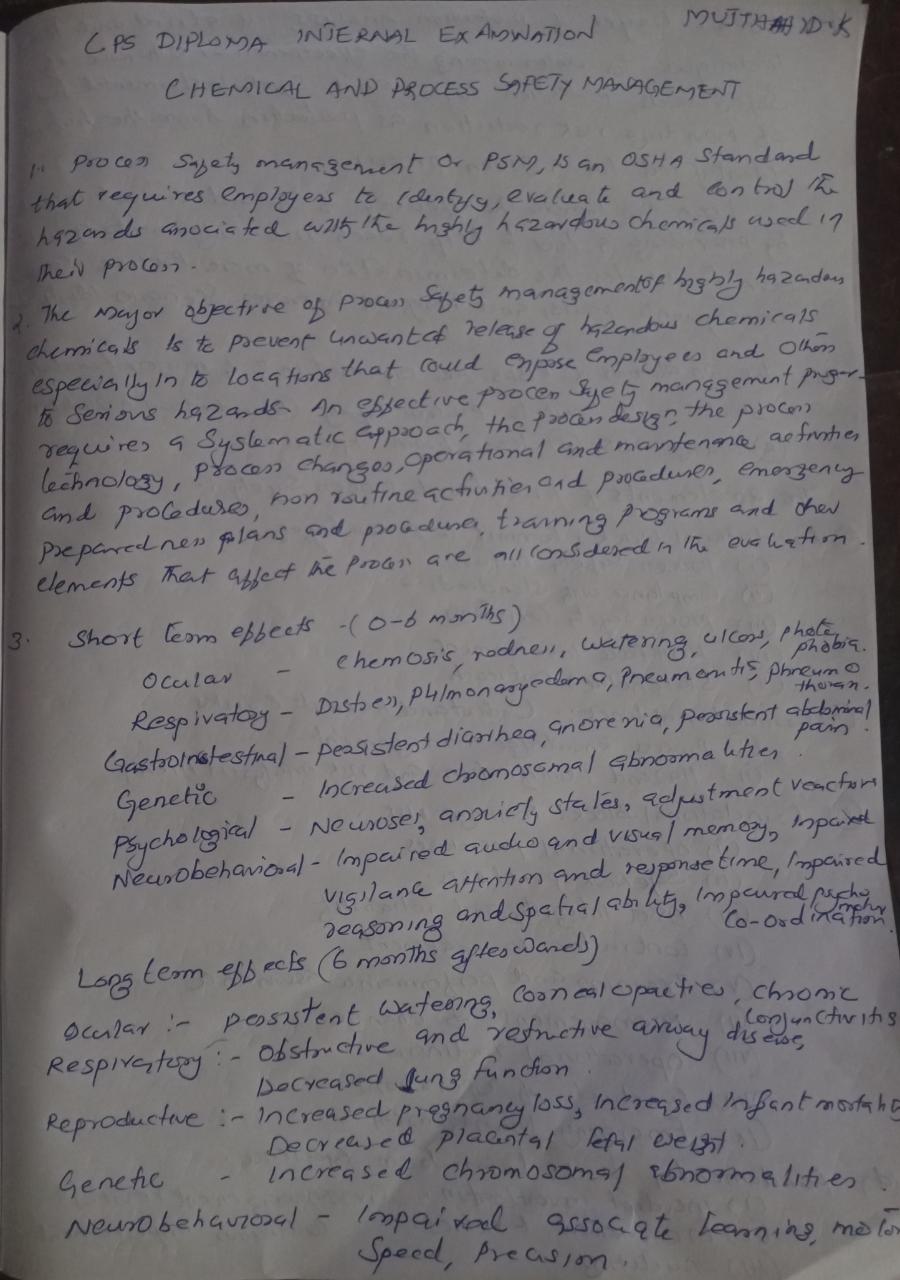 MUJTHAHID.K
CPS DIPLOMA INTERNAL EXAMINATION
CHEMICAL AND PROCESS SAFETY MANAGEMENT
1. Process Safety management Or PSM, is an OSHA Standard
that requires employers to identify, evaluate and control the
hazards associated with the highly hazardous chemicals used in
their process.
2. The major objective of process Safety management of highly hazardous
chemicals is to prevent unwanted release of hazardous chemicals
especially in to locations that could expose employees and others
to serious hazards. An effective process safety management progr-
requires a Systematic approach, the process design, the process
technology, process changes, operational and maintenance activities
and procedures, non routine activities and procedures, emergency
preparedness plans and procedures, training programs and other
elements that affect the process are all considered in the evaluation.
3. Short term effects -(0-6 months)
Ocular - chemosis, redness, watering, ulcers, photo
phobia.
Respiratory - Distress, Pulmonary edema, Pneumonitis, Phneumo
thorax.
Gastrointestinal - persistent diarrhea, anorexia, persistent abdominal
pain.
Genetic - Increased chromosomal abnormalities.
Psychological - Neuroses, anxiety states, adjustment reactions
Neurobehavioral - Impaired audio and visual memory, Impaired
vigilance attention and response time, Impaired
reasoning and spatial ability, Impaired psycho
motor
Co-ordination.
Long term effects (6 months afterwards)
Ocular :- persistent watering, corneal opacties, chronic
conjunctivitis
Respiratory :- Obstructive and restrictive airway disease,
Decreased lung function.
Reproductive :- Increased pregnancy loss, Increased Infant mortality
Decreased placental fetal weight.
Genetic - Increased chromosomal abnormalities.
Neurobehavioral - Impaired associate learning, motor
Speed, Precision.